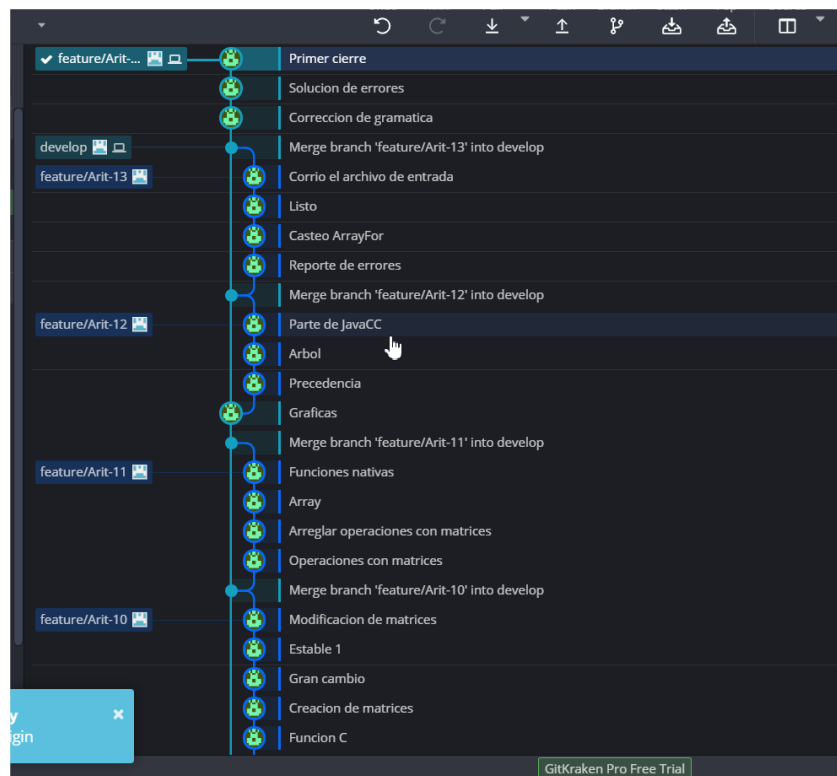 feature/Arit-... Primer cierre
Solucion de errores
Correccion de gramatica
develop Merge branch 'feature/Arit-13' into develop
feature/Arit-13 Corrio el archivo de entrada
Listo
Casteo ArrayFor
Reporte de errores
Merge branch 'feature/Arit-12' into develop
feature/Arit-12 Parte de JavaCC
Arbol
Precedencia
Graficas
Merge branch 'feature/Arit-11' into develop
feature/Arit-11 Funciones nativas
Array
Arreglar operaciones con matrices
Operaciones con matrices
Merge branch 'feature/Arit-10' into develop
feature/Arit-10 Modificacion de matrices
Estable 1
Gran cambio
Creacion de matrices
y
igin
Funcion C
GitKraken Pro Free Trial